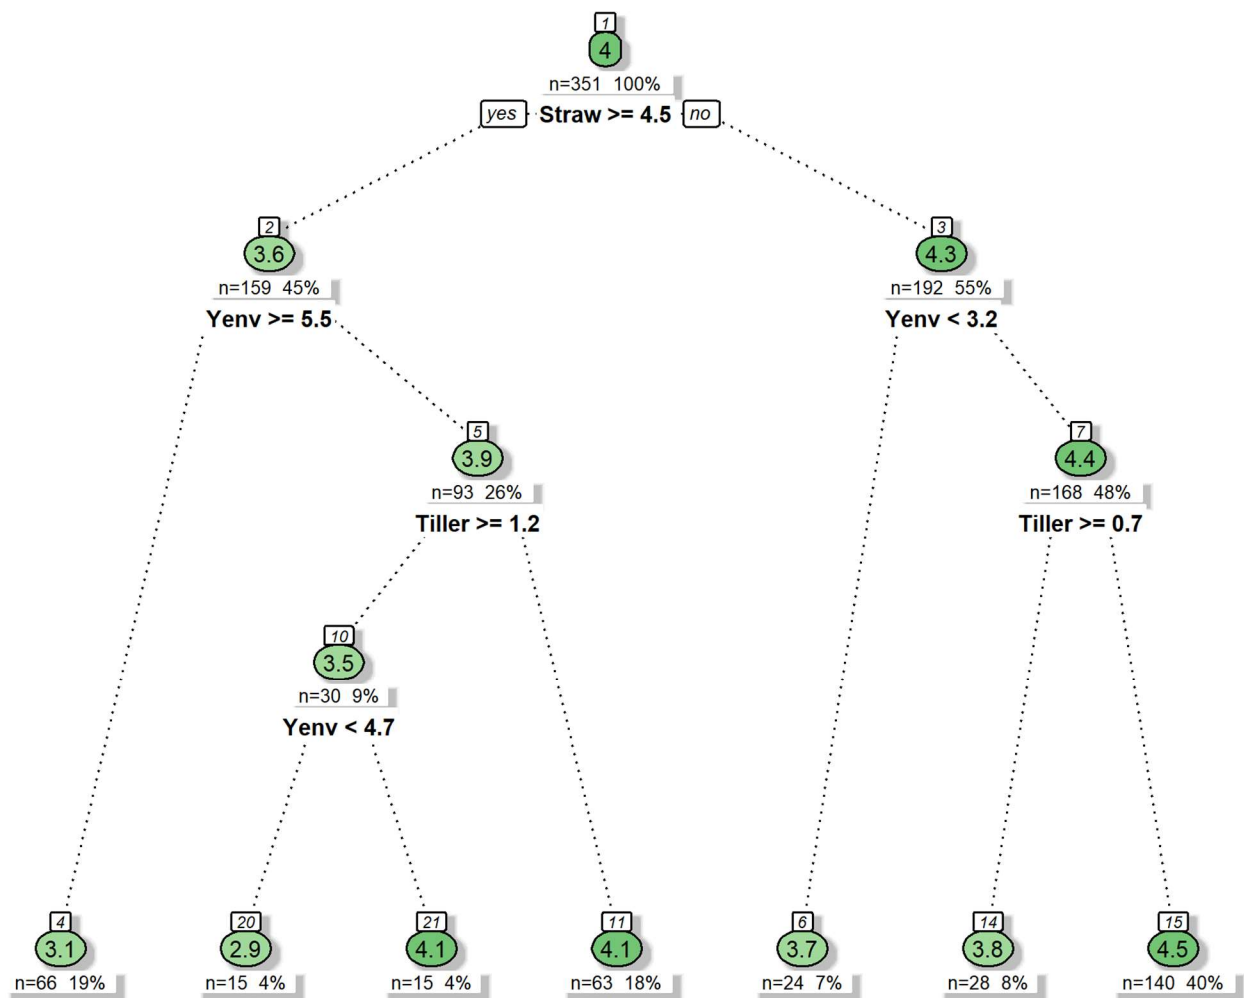 1
4
n=351 100%
yes Straw >= 4.5 no
2
3.6
n=159 45%
Yenv >= 5.5
3
4.3
n=192 55%
Yenv < 3.2
5
3.9
n=93 26%
Tiller >= 1.2
7
4.4
n=168 48%
Tiller >= 0.7
10
3.5
n=30 9%
Yenv < 4.7
4
3.1
n=66 19%
20
2.9
n=15 4%
21
4.1
n=15 4%
11
4.1
n=63 18%
6
3.7
n=24 7%
14
3.8
n=28 8%
15
4.5
n=140 40%